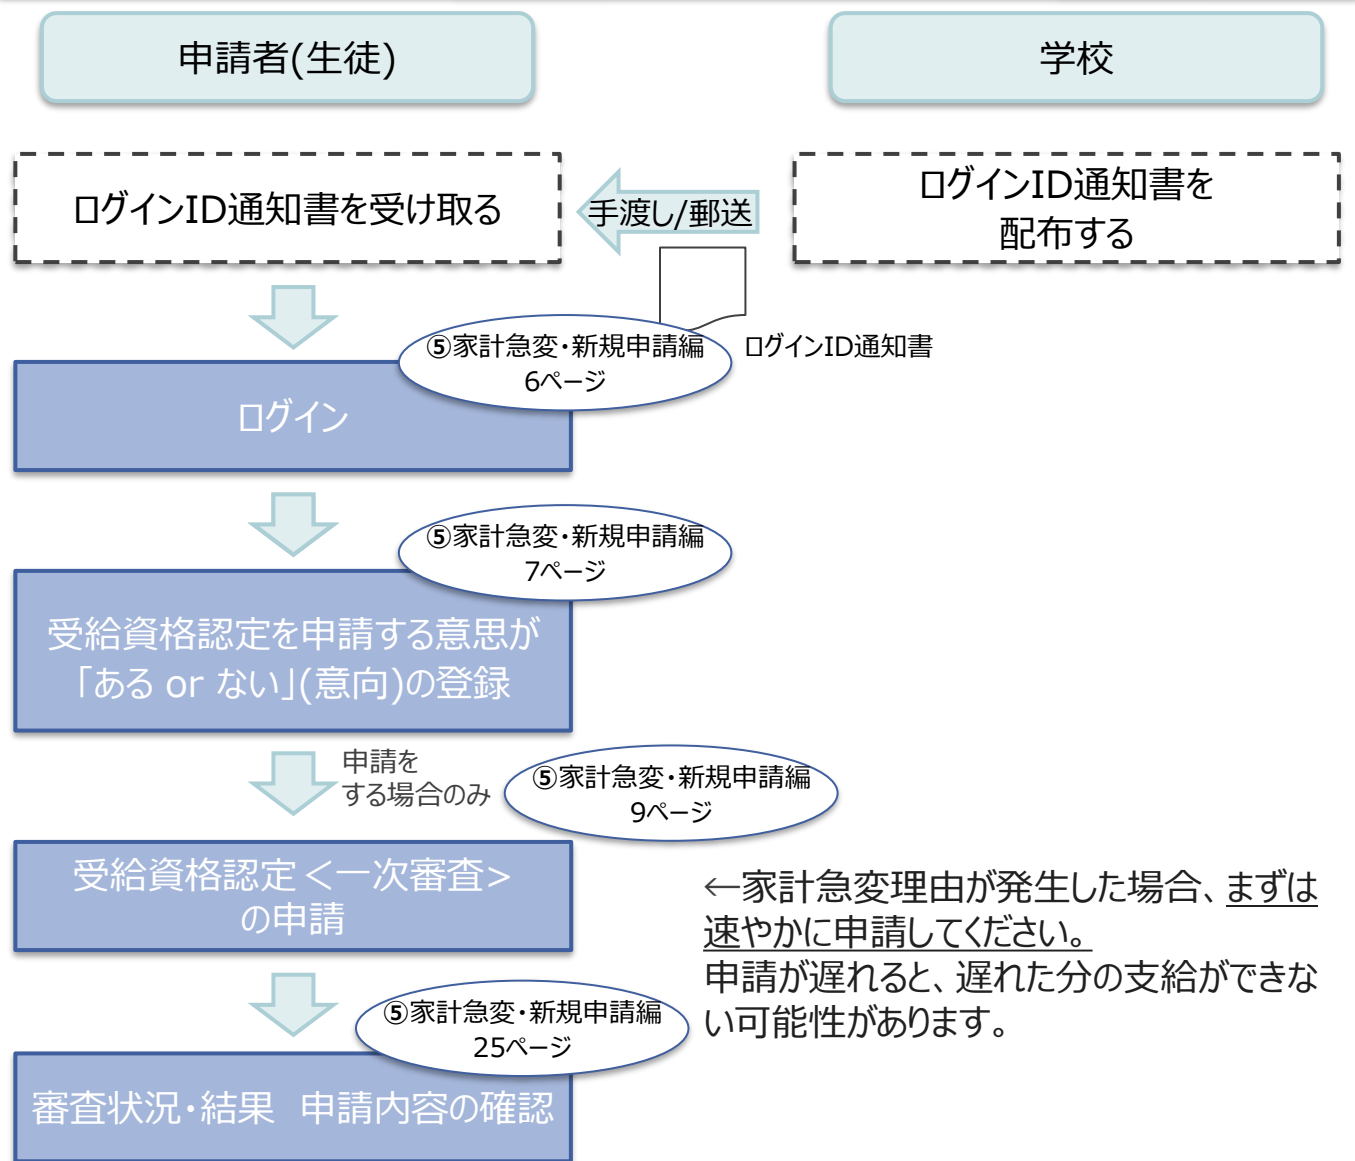 申請者(生徒)
学校
ログインID通知書を受け取る
手渡し/郵送
ログインID通知書を
配布する
ログインID通知書
⑤家計急変・新規申請編
6ページ
ログイン
⑤家計急変・新規申請編
7ページ
受給資格認定を申請する意思が
「ある or ない」(意向)の登録
申請を
する場合のみ
⑤家計急変・新規申請編
9ページ
受給資格認定<一次審査>
の申請
←家計急変理由が発生した場合、まずは
速やかに申請してください。
申請が遅れると、遅れた分の支給ができな
い可能性があります。
⑤家計急変・新規申請編
25ページ
審査状況・結果　申請内容の確認